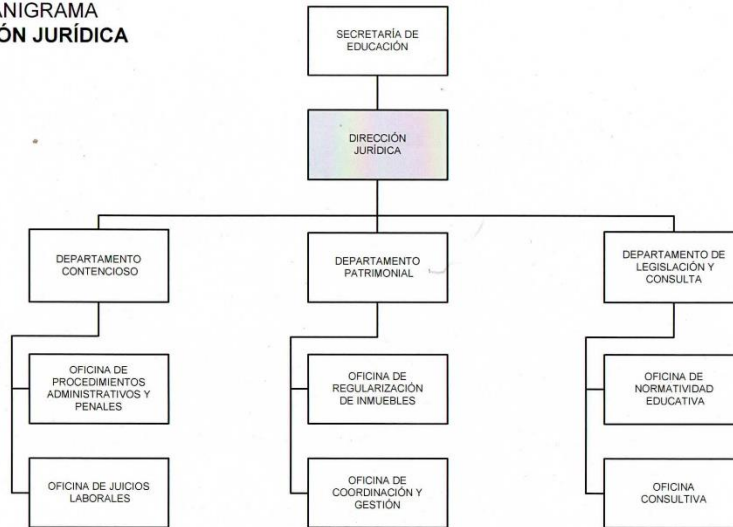 ANIGRAMA
ÓN JURÍDICA
SECRETARÍA DE
EDUCACIÓN
DIRECCIÓN
JURÍDICA
DEPARTAMENTO
CONTENCIOSO
DEPARTAMENTO
PATRIMONIAL
DEPARTAMENTO DE
LEGISLACIÓN Y
CONSULTA
OFICINA DE
PROCEDIMIENTOS
ADMINISTRATIVOS Y
PENALES
OFICINA DE
REGULARIZACIÓN
DE INMUEBLES
OFICINA DE
NORMATIVIDAD
EDUCATIVA
OFICINA DE JUICIOS
LABORALES
OFICINA DE
COORDINACIÓN Y
GESTIÓN
OFICINA
CONSULTIVA